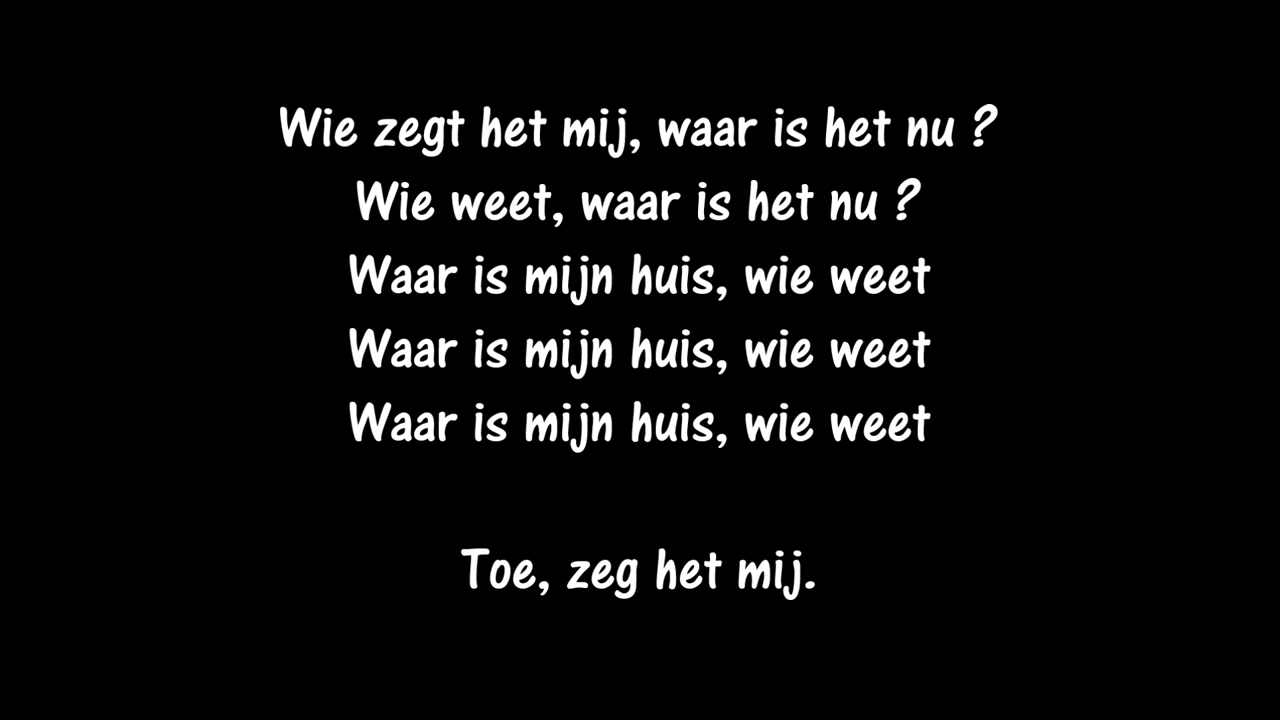 Wie zegt het mij, waar is het nu ?
Wie weet, waar is het nu ?
Waar is mijn huis, wie weet
Waar is mijn huis, wie weet
Waar is mijn huis, wie weet
Toe, zeg het mij.